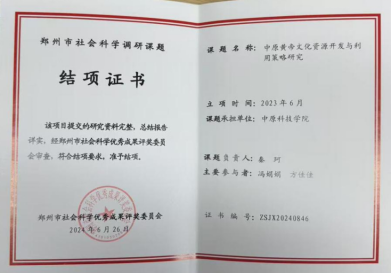 郑州市社会科学调研课题
结项证书
该项目提交的研究资料完整，总结报告
详实，经郑州市社会科学优秀成果评奖委员
会审查，符合结项要求，准予结项。
郑州市社会科学优秀成果评奖委员会
2024年6月26日
课题名称：中原黄帝文化资源开发与利
用策略研究
立项时间：2023年6月
课题承担单位：中原科技学院
课题负责人：秦珂
主要参与者：冯娟娟
证书编号：ZSJX20240846